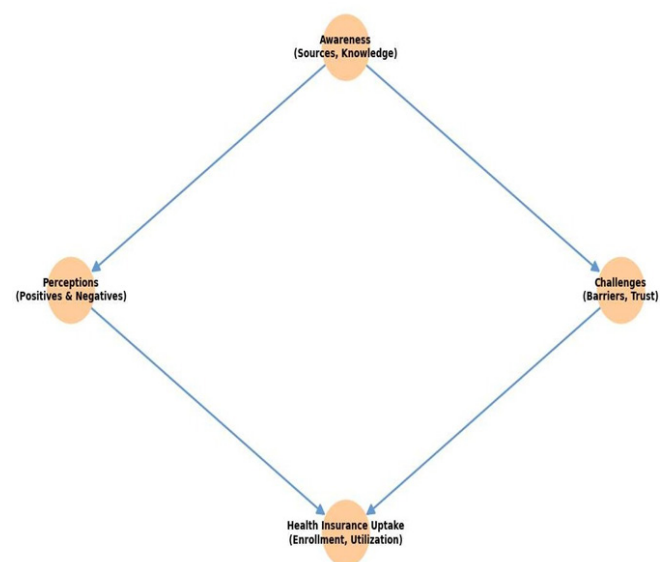 Awareness
(Sources, Knowledge)
Perceptions
(Positives & Negatives)
Challenges
(Barriers, Trust)
Health Insurance Uptake
(Enrollment, Utilization)